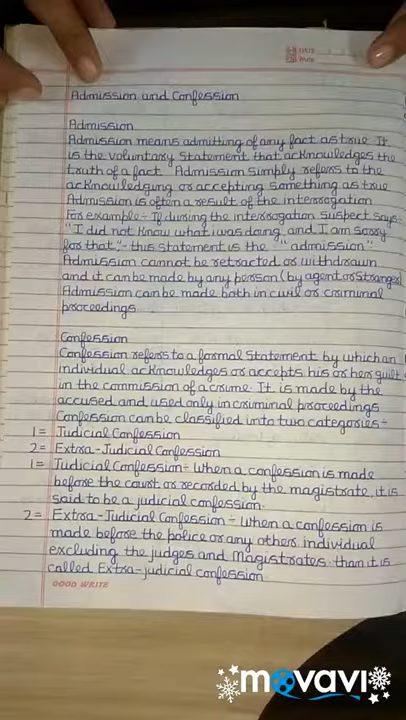 DATE
PAGE
Admission and Confession
Admission
Admission means admitting of any fact as true It
is the voluntary statement that acknowledges the
truth of a fact Admission simply refers to the
acknowledging or accepting something as true
Admission is often a result of the interrogation
For example- If during the interrogation suspect says:-
"I did not know what i was doing, and I am sorry
for that,"- this statement is the "admission"
Admission cannot be retracted or withdrawn
and it can be made by any person (by agent or stranger)
Admission can be made both in civil or criminal
proceedings
Confession
Confession refers to a formal statement by which an
individual acknowledges or accepts his or her guilt
in the commission of a crime. It is made by the
accused and used only in criminal proceedings
Confession can be classified into two categories ÷
1 = Judicial Confession
2 = Extra-Judicial Confession
1 = Judicial Confession ÷ When a confession is made
before the court or recorded by the magistrate, it is
said to be a judicial confession.
2 = Extra-Judicial Confession ÷ When a confession is
made before the police or any others individual
excluding the judges and Magistrates than it is
called Extra-judicial confession
GOOD WRITE
movavi